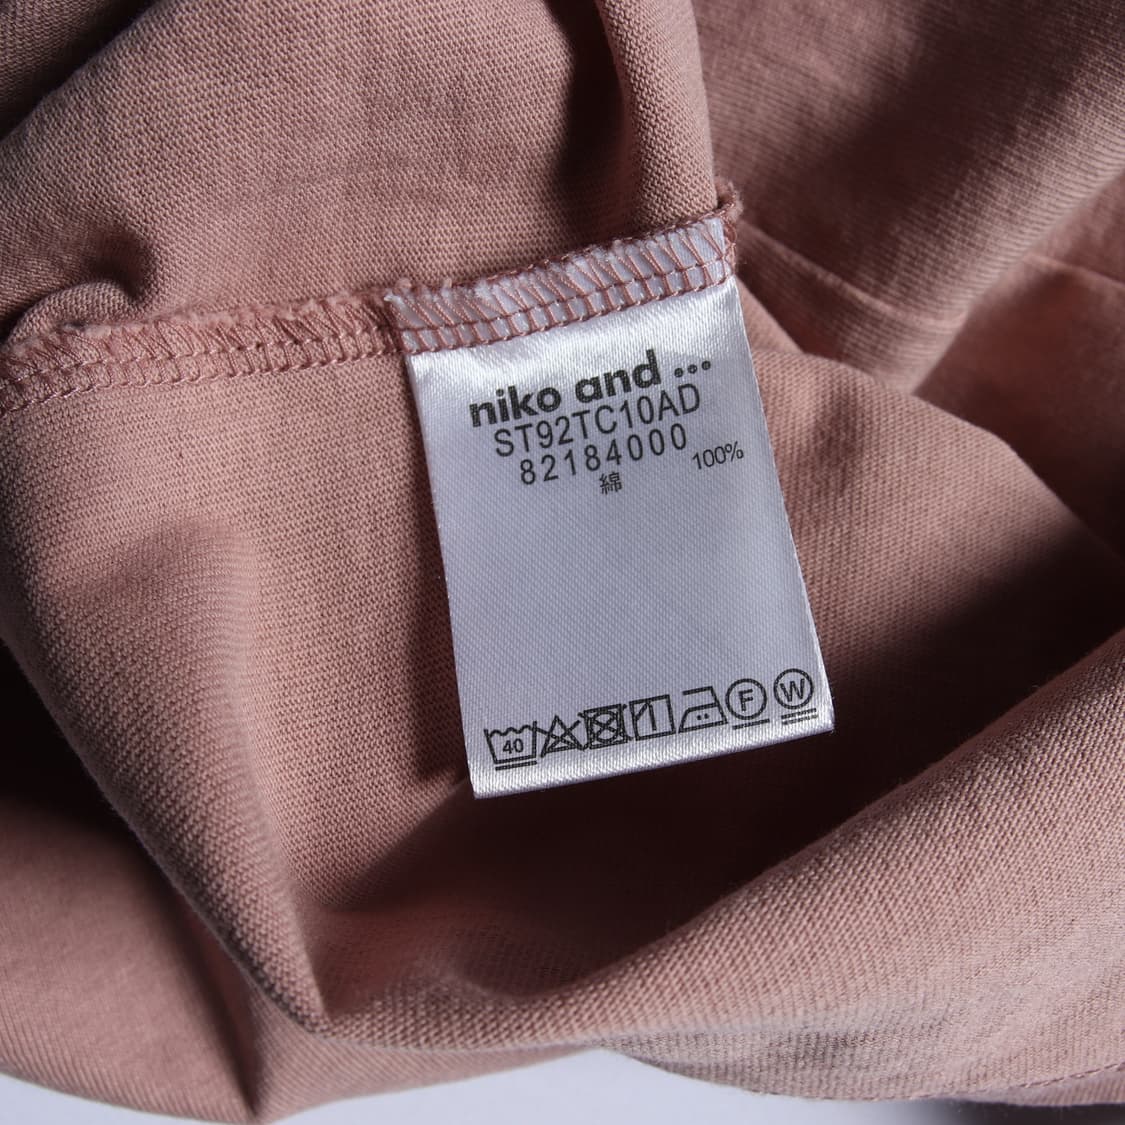 niko and ...
ST92TC10AD
82184000
綿 100%
40 F W